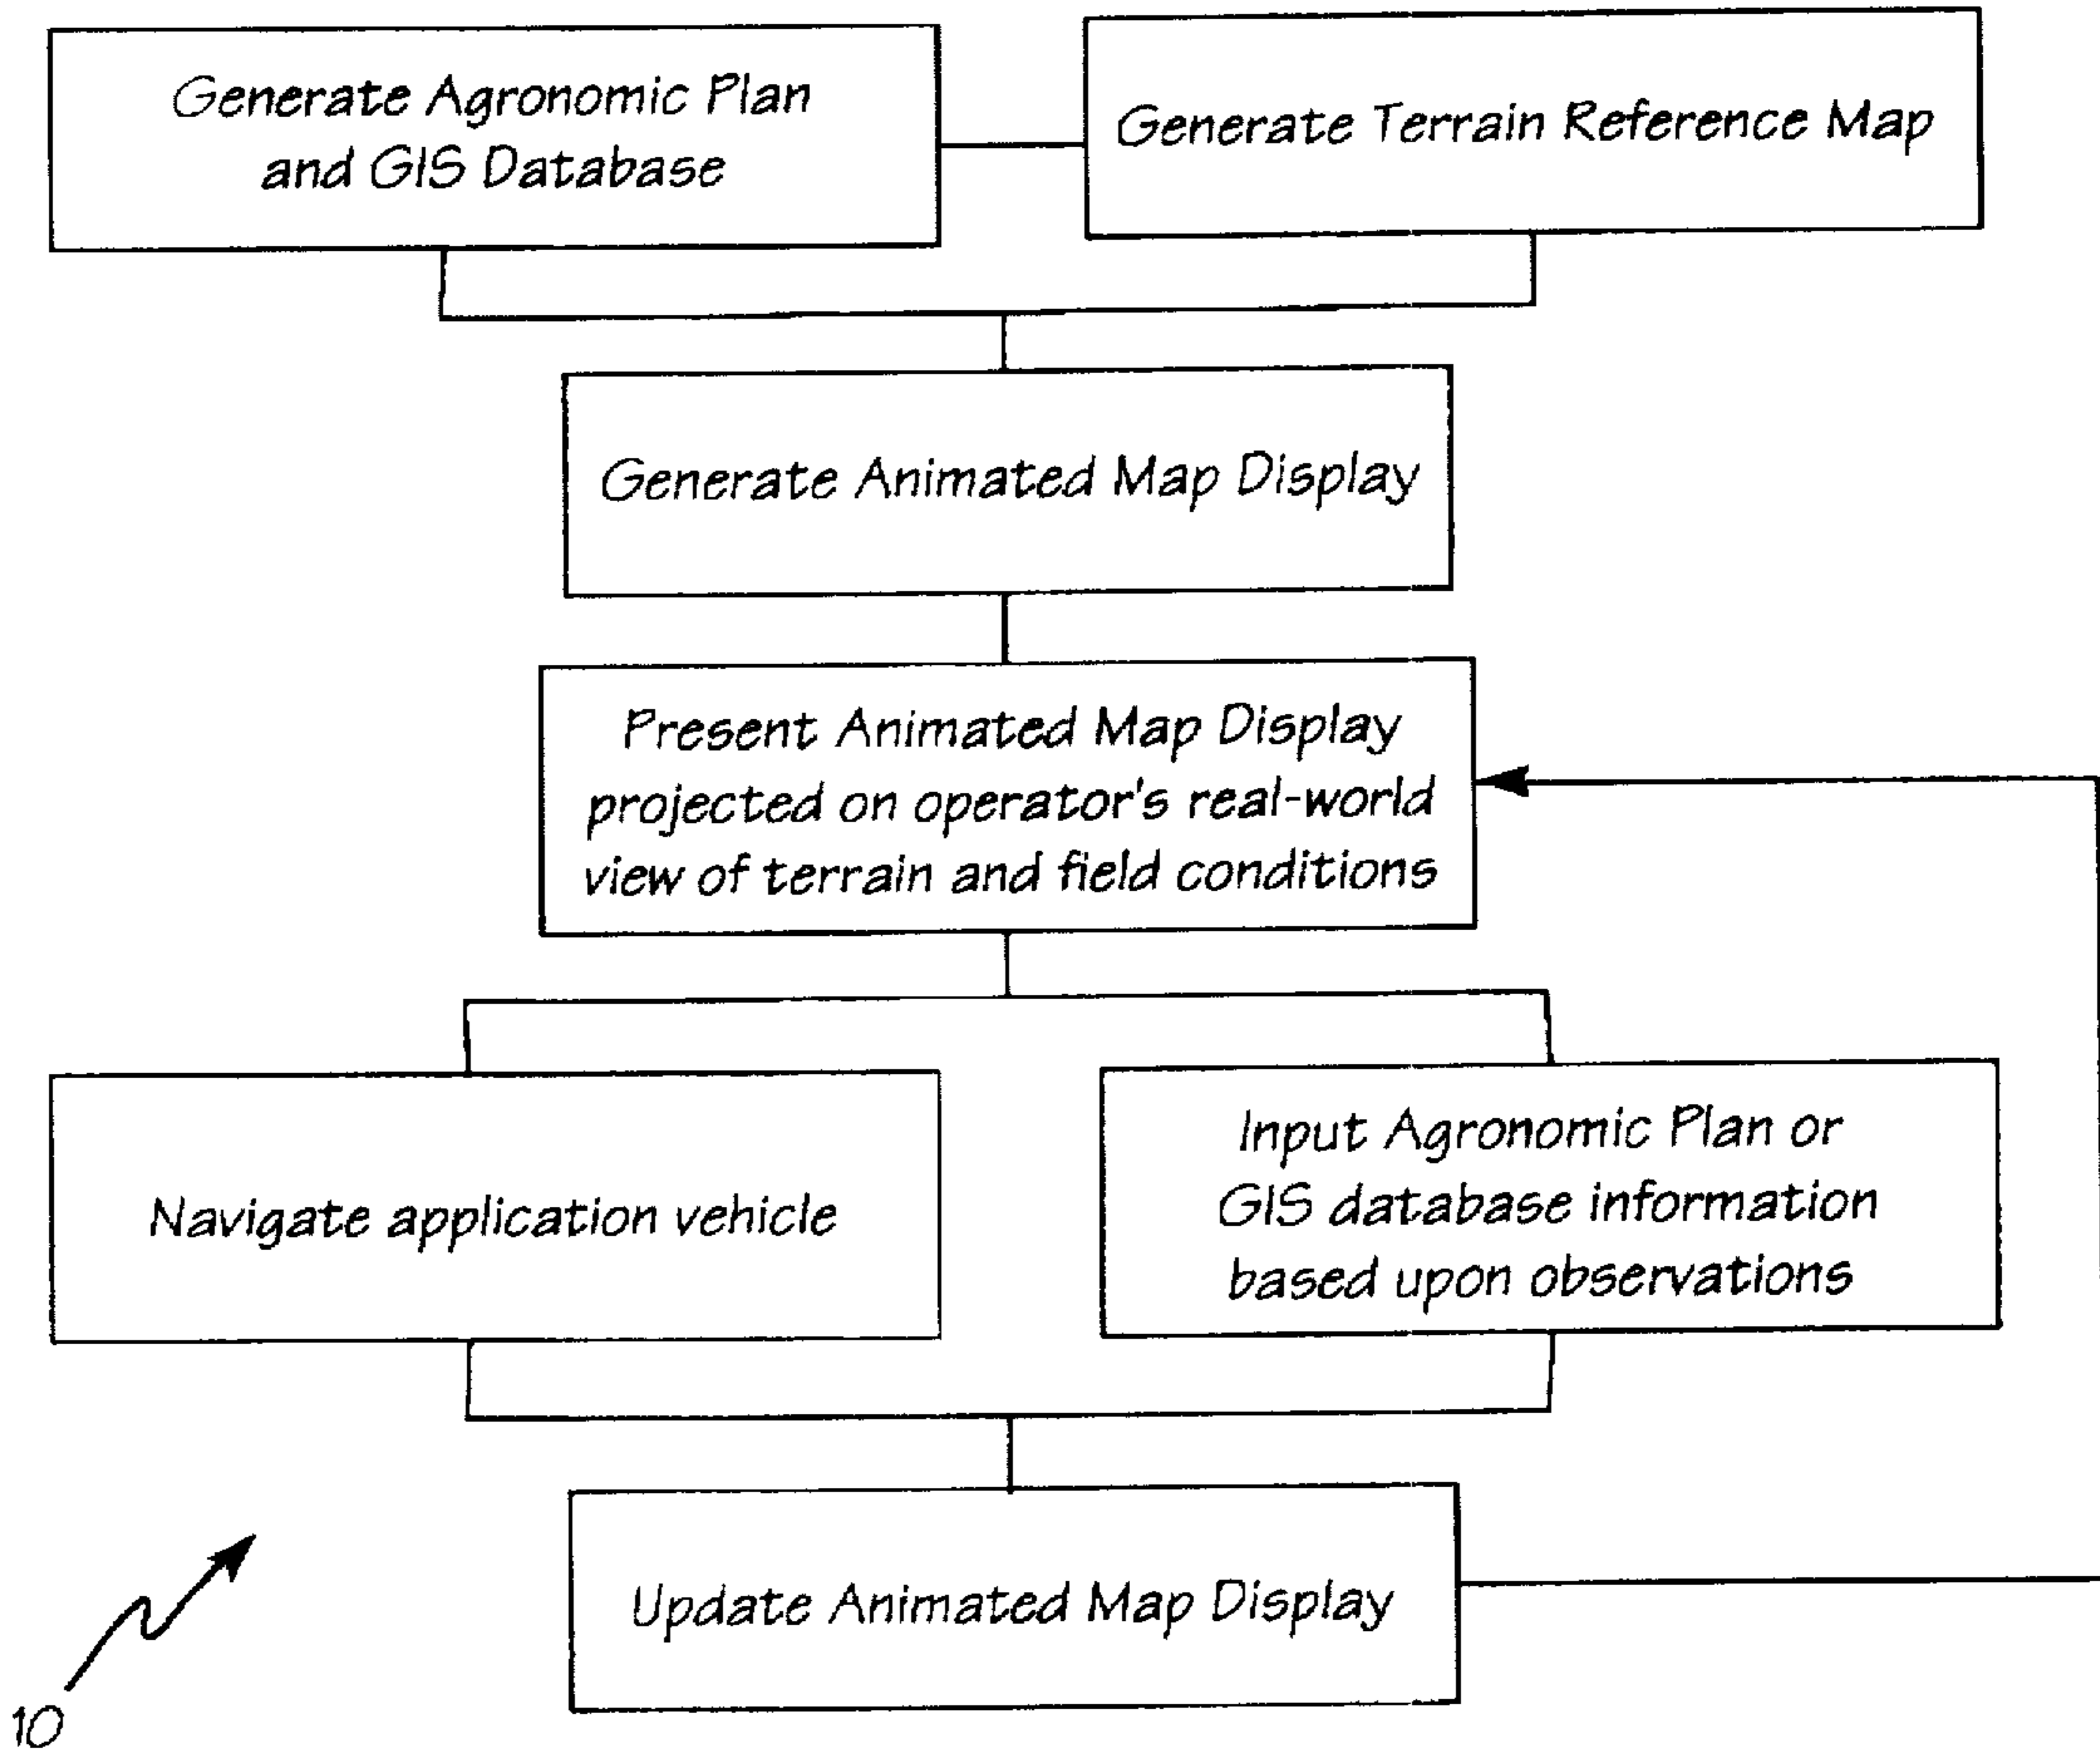 Generate Agronomic Plan
and GIS Database
Generate Terrain Reference Map
Generate Animated Map Display
Present Animated Map Display
projected on operator's real-world
view of terrain and field conditions
Navigate application vehicle
Input Agronomic Plan or
GIS database information
based upon observations
Update Animated Map Display
10